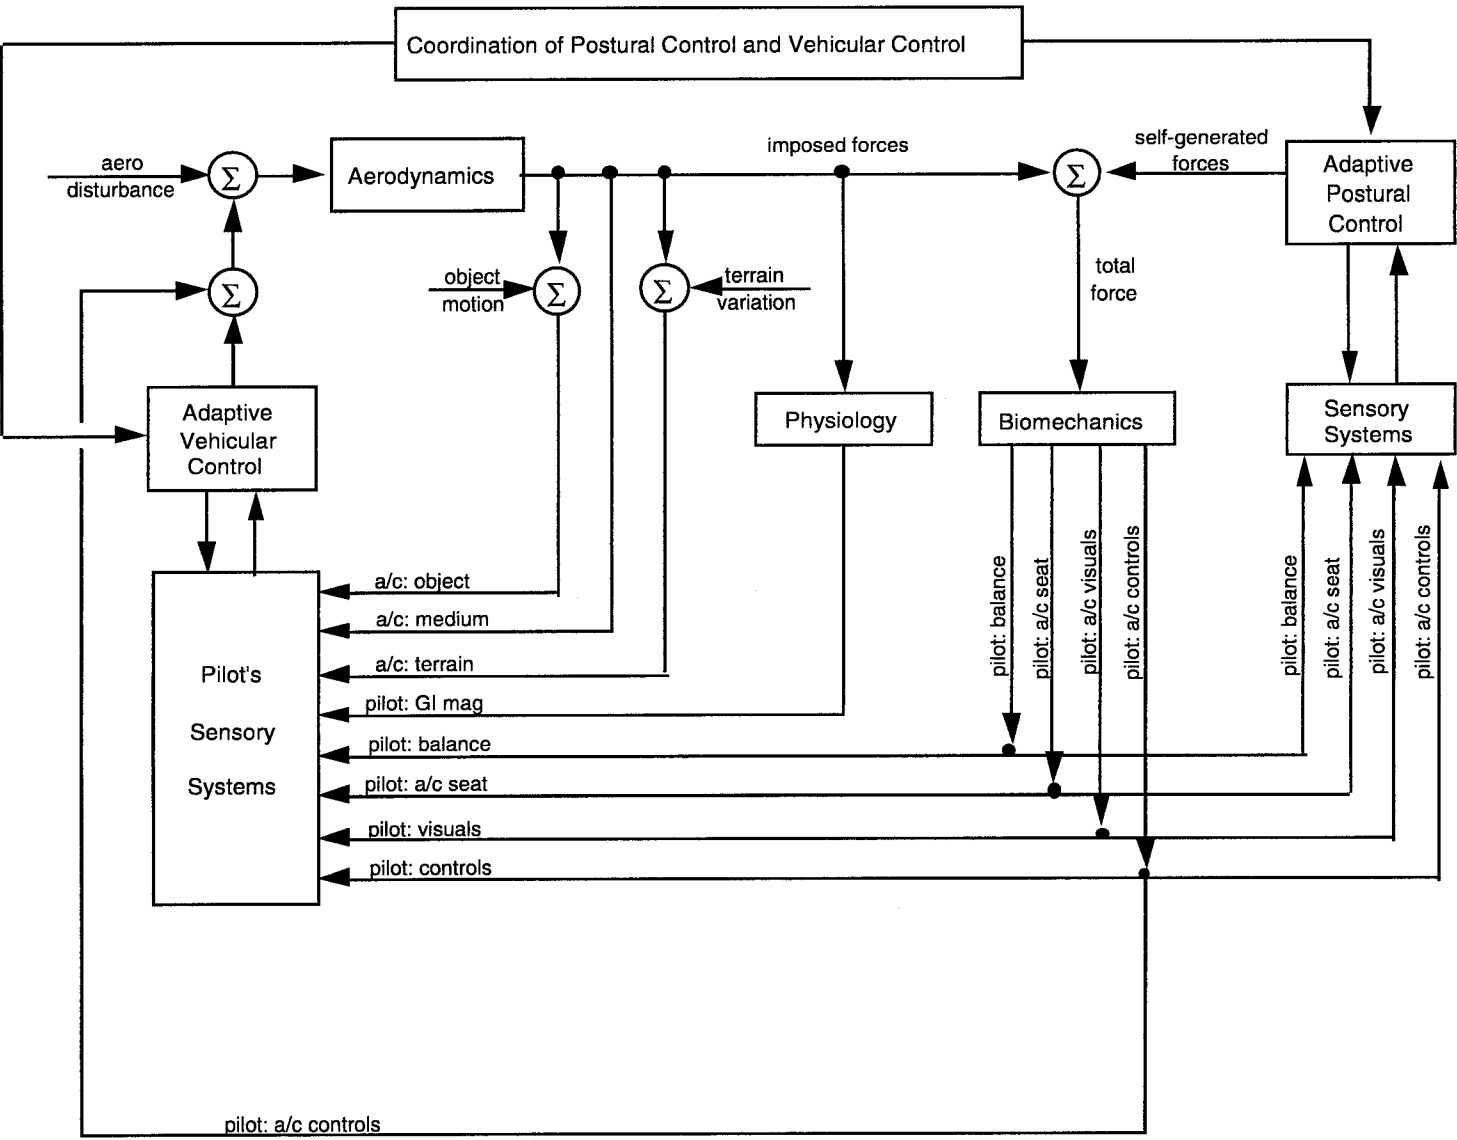 Coordination of Postural Control and Vehicular Control
aero
disturbance
Σ
Aerodynamics
imposed forces
Σ
self-generated
forces
Adaptive
Postural
Control
Σ
object
motion
Σ
Σ
terrain
variation
total
force
Adaptive
Vehicular
Control
Physiology
Biomechanics
Sensory
Systems
pilot: balance
pilot: a/c seat
pilot: a/c visuals
pilot: a/c controls
pilot: balance
pilot: a/c seat
pilot: a/c visuals
pilot: a/c controls
Pilot's
Sensory
Systems
a/c: object
a/c: medium
a/c: terrain
pilot: GI mag
pilot: balance
pilot: a/c seat
pilot: visuals
pilot: controls
pilot: a/c controls